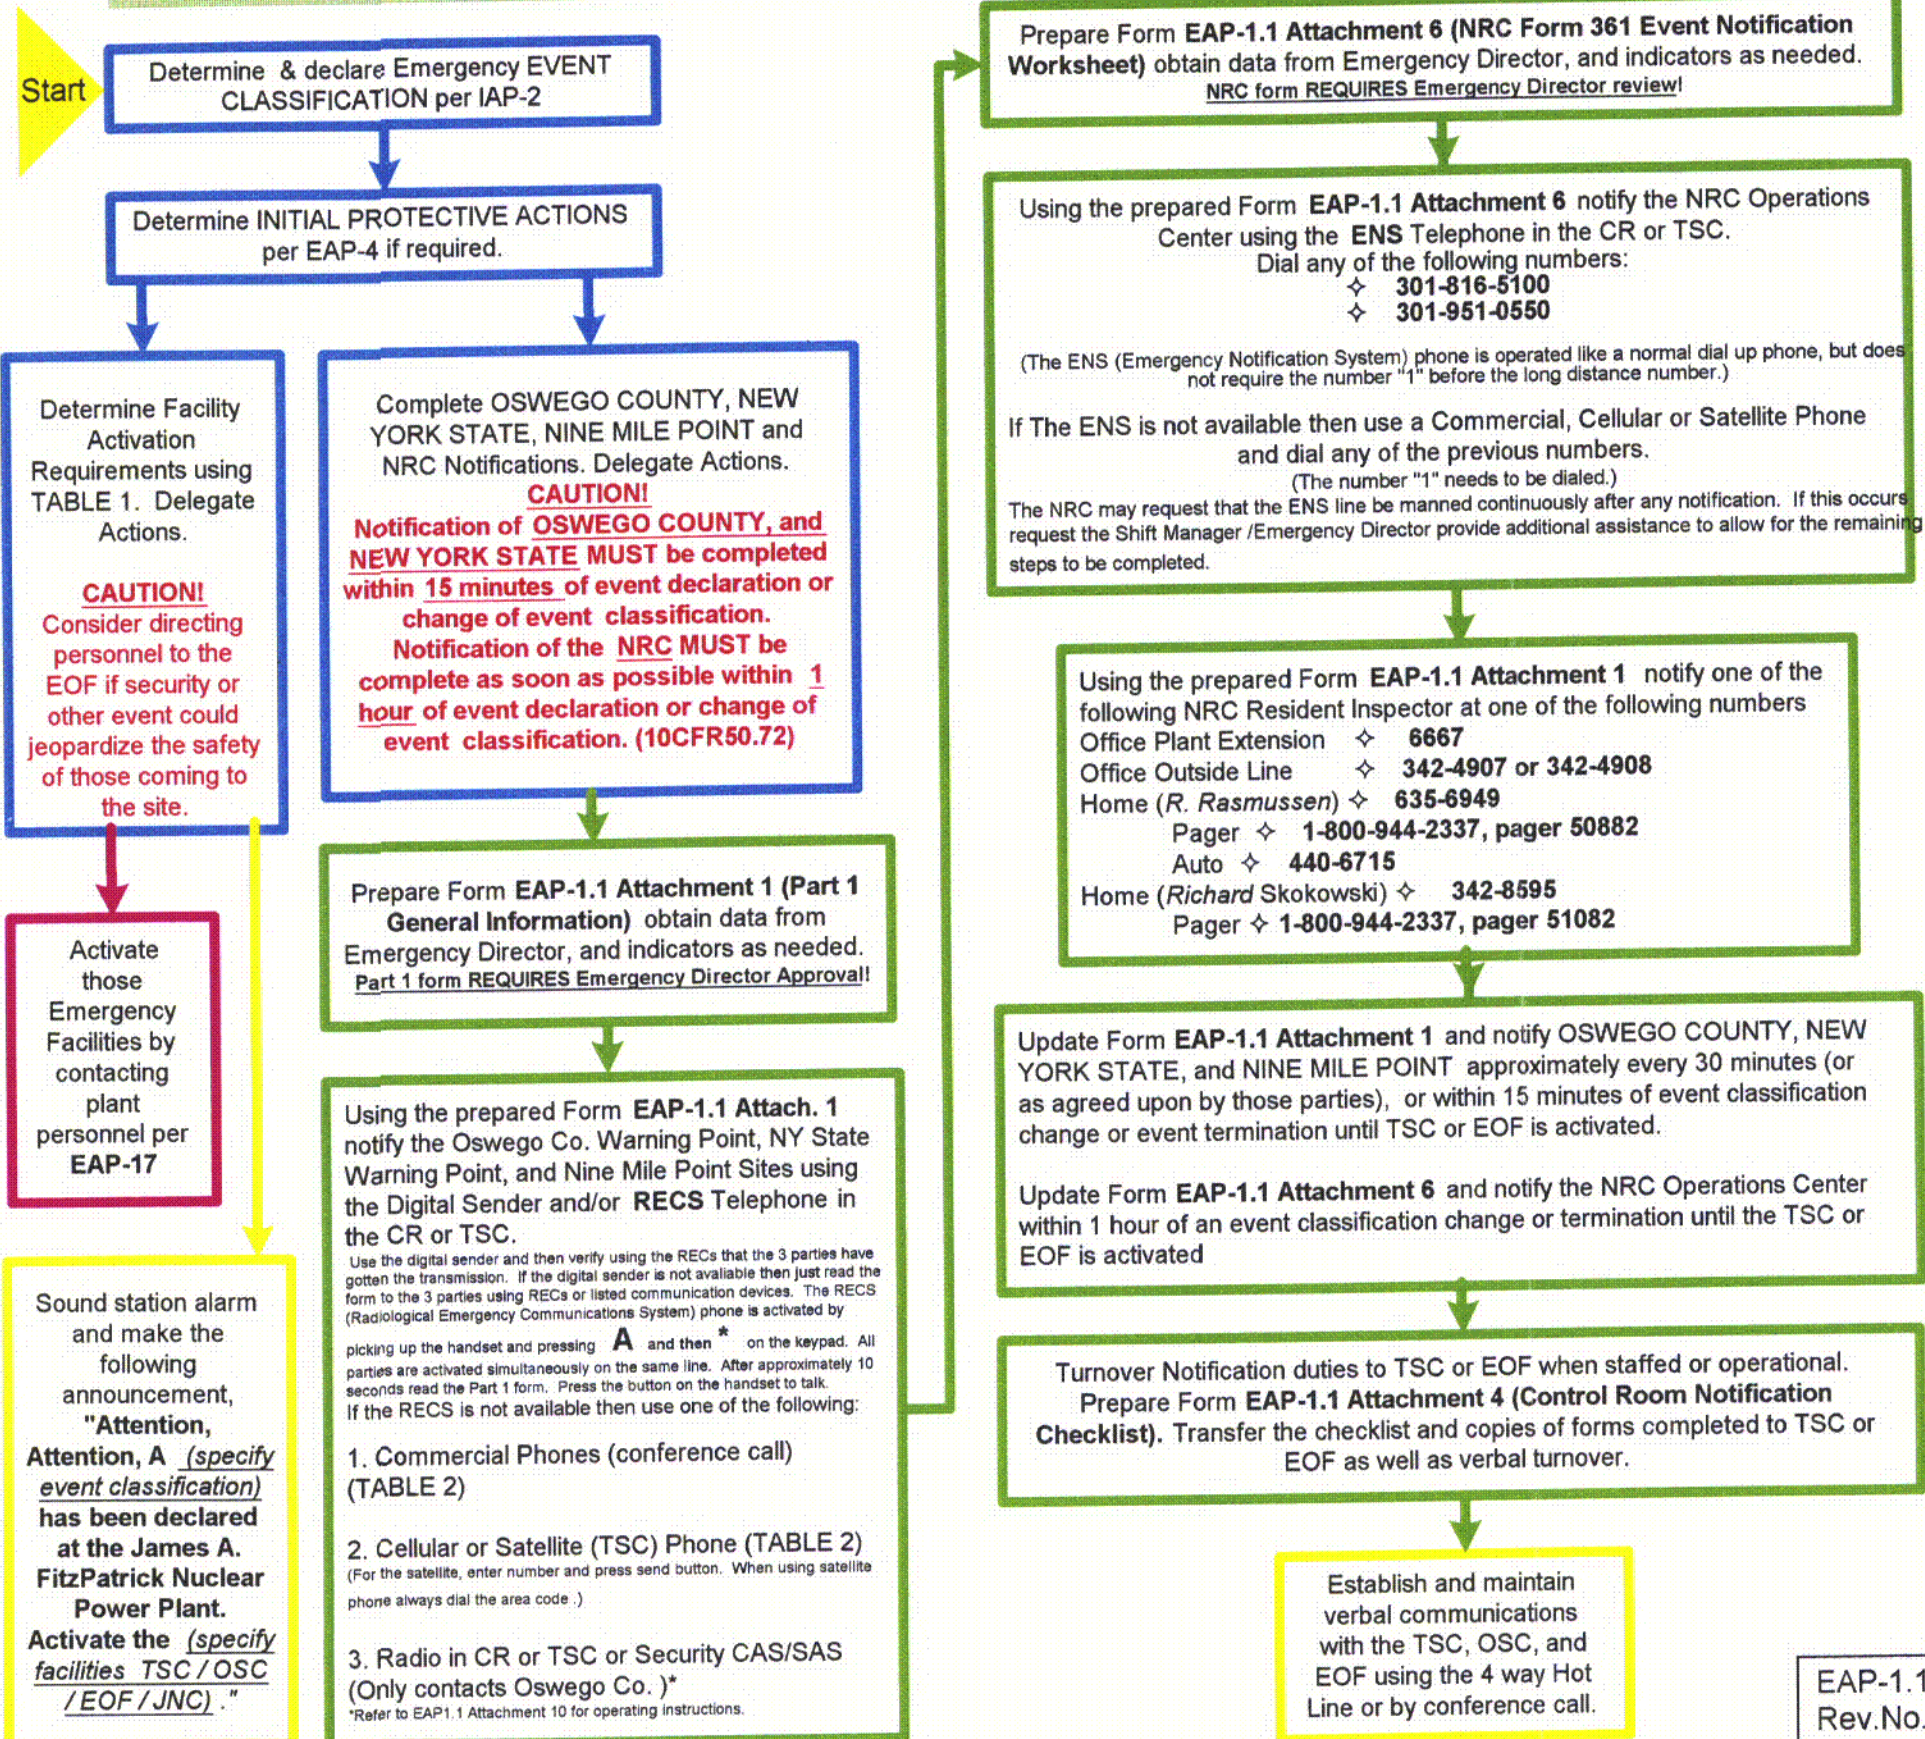 Start
Determine & declare Emergency EVENT
CLASSIFICATION per IAP-2
Determine INITIAL PROTECTIVE ACTIONS
per EAP-4 if required.
Determine Facility
Activation
Requirements using
TABLE 1. Delegate
Actions.
CAUTION!
Consider directing
personnel to the
EOF if security or
other event could
jeopardize the safety
of those coming to
the site.
Activate
those
Emergency
Facilities by
contacting
plant
personnel per
EAP-17
Sound station alarm
and make the
following
announcement,
"Attention,
Attention, A (specify
event classification)
has been declared
at the James A.
FitzPatrick Nuclear
Power Plant.
Activate the (specify
facilities TSC / OSC
/ EOF / JNC) ."
Complete OSWEGO COUNTY, NEW
YORK STATE, NINE MILE POINT and
NRC Notifications. Delegate Actions.
CAUTION!
Notification of OSWEGO COUNTY, and
NEW YORK STATE MUST be completed
within 15 minutes of event declaration or
change of event classification.
Notification of the NRC MUST be
complete as soon as possible within 1
hour of event declaration or change of
event classification. (10CFR50.72)
Prepare Form EAP-1.1 Attachment 1 (Part 1
General Information) obtain data from
Emergency Director, and indicators as needed.
Part 1 form REQUIRES Emergency Director Approval!
Using the prepared Form EAP-1.1 Attach. 1
notify the Oswego Co. Warning Point, NY State
Warning Point, and Nine Mile Point Sites using
the Digital Sender and/or RECS Telephone in
the CR or TSC.
Use the digital sender and then verify using the RECs that the 3 parties have
gotten the transmission. If the digital sender is not avaliable then just read the
form to the 3 parties using RECs or listed communication devices. The RECS
(Radiological Emergency Communications System) phone is activated by
picking up the handset and pressing A and then * on the keypad. All
parties are activated simultaneously on the same line. After approximately 10
seconds read the Part 1 form. Press the button on the handset to talk.
If the RECS is not available then use one of the following:
1. Commercial Phones (conference call)
(TABLE 2)
2. Cellular or Satellite (TSC) Phone (TABLE 2)
(For the satellite, enter number and press send button. When using satellite
phone always dial the area code .)
3. Radio in CR or TSC or Security CAS/SAS
(Only contacts Oswego Co. )*
*Refer to EAP1.1 Attachment 10 for operating instructions.
Prepare Form EAP-1.1 Attachment 6 (NRC Form 361 Event Notification
Worksheet) obtain data from Emergency Director, and indicators as needed.
NRC form REQUIRES Emergency Director review!
Using the prepared Form EAP-1.1 Attachment 6 notify the NRC Operations
Center using the ENS Telephone in the CR or TSC.
Dial any of the following numbers:
✧ 301-816-5100
✧ 301-951-0550
(The ENS (Emergency Notification System) phone is operated like a normal dial up phone, but does
not require the number "1" before the long distance number.)
If The ENS is not available then use a Commercial, Cellular or Satellite Phone
and dial any of the previous numbers.
(The number "1" needs to be dialed.)
The NRC may request that the ENS line be manned continuously after any notification. If this occurs
request the Shift Manager /Emergency Director provide additional assistance to allow for the remaining
steps to be completed.
Using the prepared Form EAP-1.1 Attachment 1 notify one of the
following NRC Resident Inspector at one of the following numbers
Office Plant Extension ✧ 6667
Office Outside Line ✧ 342-4907 or 342-4908
Home (R. Rasmussen) ✧ 635-6949
Pager ✧ 1-800-944-2337, pager 50882
Auto ✧ 440-6715
Home (Richard Skokowski) ✧ 342-8595
Pager ✧ 1-800-944-2337, pager 51082
Update Form EAP-1.1 Attachment 1 and notify OSWEGO COUNTY, NEW
YORK STATE, and NINE MILE POINT approximately every 30 minutes (or
as agreed upon by those parties), or within 15 minutes of event classification
change or event termination until TSC or EOF is activated.
Update Form EAP-1.1 Attachment 6 and notify the NRC Operations Center
within 1 hour of an event classification change or termination until the TSC or
EOF is activated
Turnover Notification duties to TSC or EOF when staffed or operational.
Prepare Form EAP-1.1 Attachment 4 (Control Room Notification
Checklist). Transfer the checklist and copies of forms completed to TSC or
EOF as well as verbal turnover.
Establish and maintain
verbal communications
with the TSC, OSC, and
EOF using the 4 way Hot
Line or by conference call.
EAP-1.1
Rev.No.